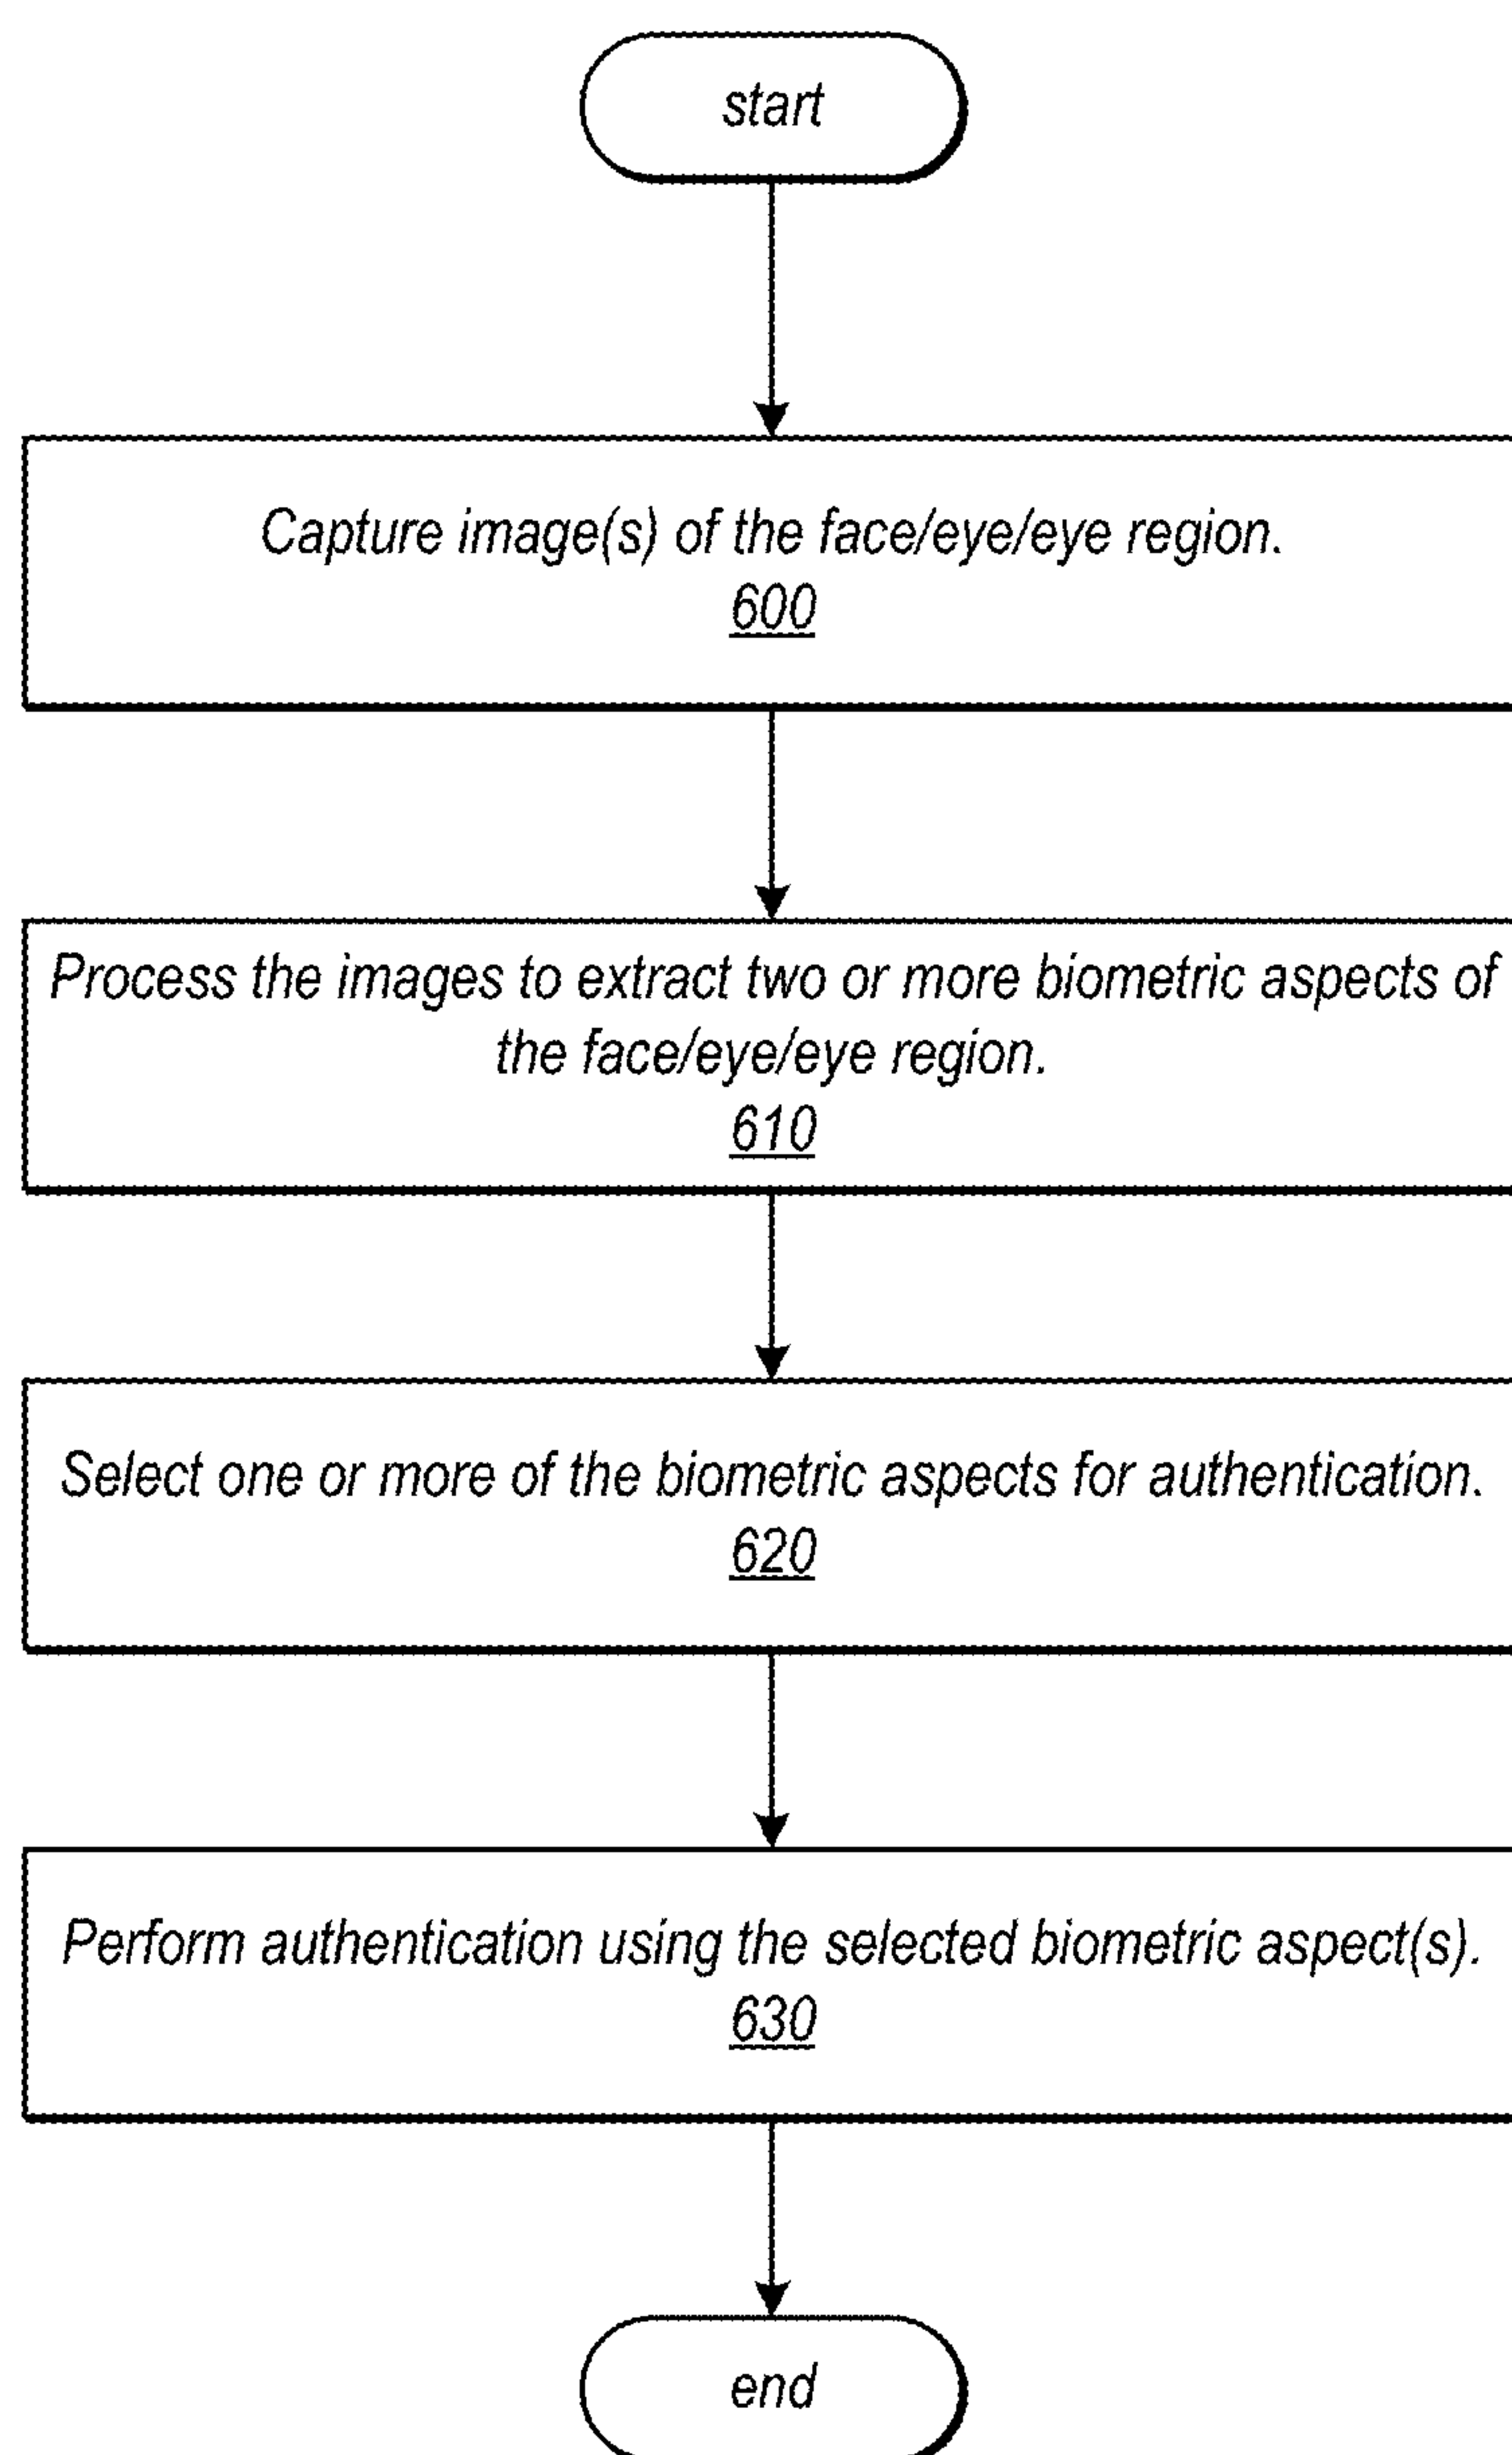 start
Capture image(s) of the face/eye/eye region.
600
Process the images to extract two or more biometric aspects of
the face/eye/eye region.
610
Select one or more of the biometric aspects for authentication.
620
Perform authentication using the selected biometric aspect(s).
630
end